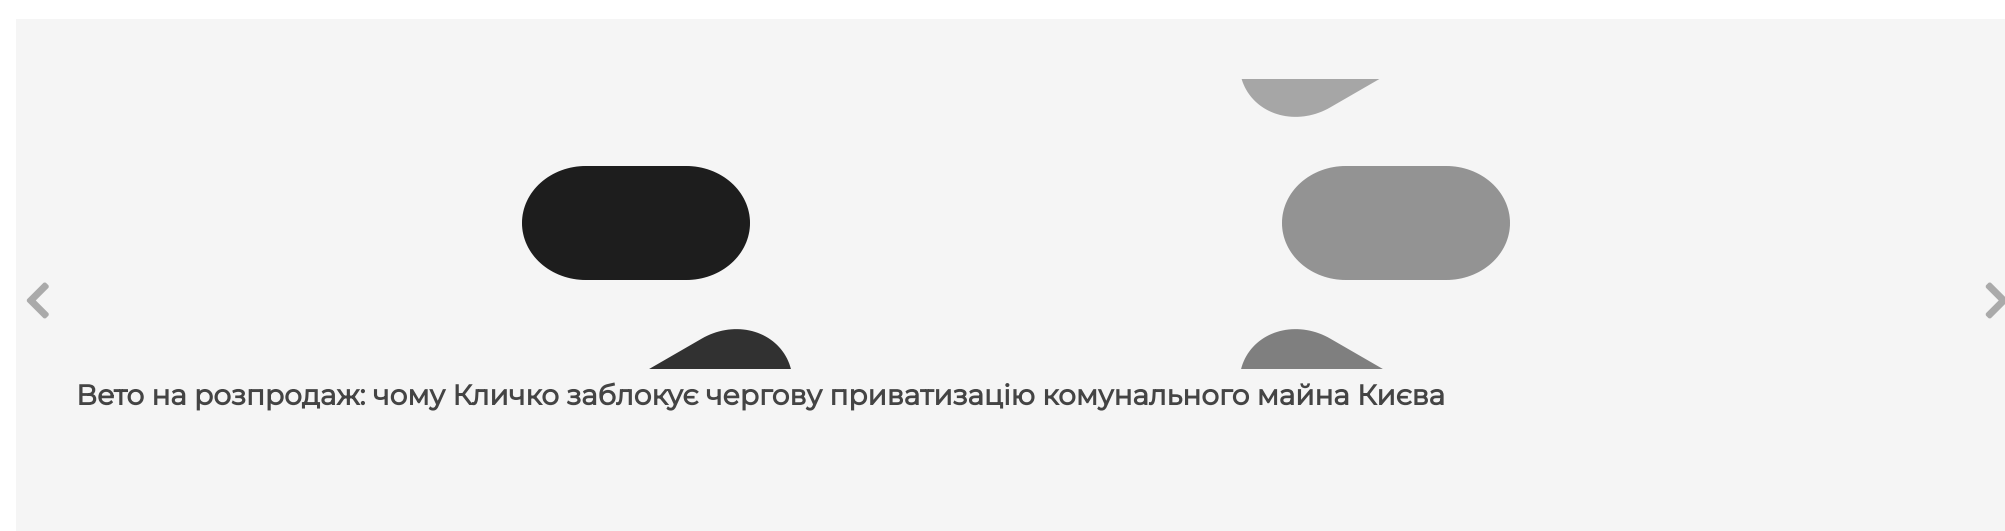 Вето на розпродаж: чому Кличко заблокує чергову приватизацію комунального майна Києва